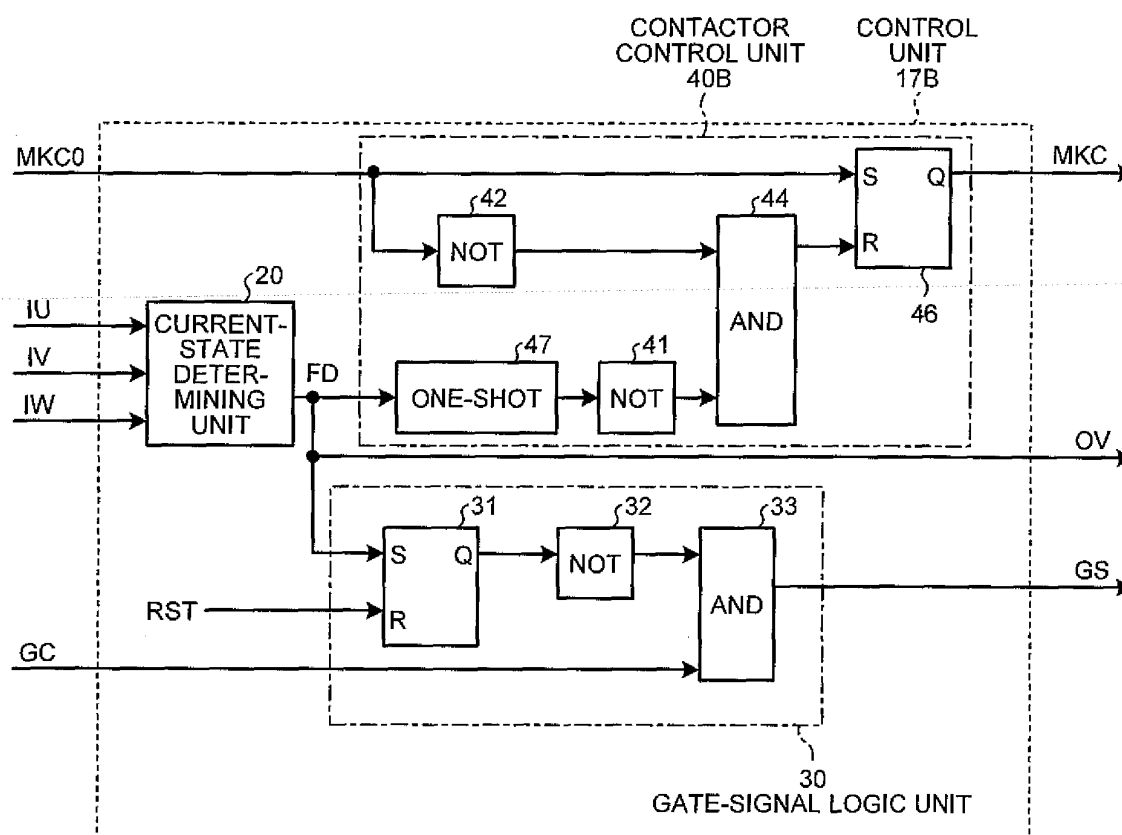 CONTACTOR
CONTROL UNIT
40B
CONTROL
UNIT
17B
MKC0
MKC
S
Q
R
46
42
NOT
44
AND
20
IU
IV
IW
CURRENT-
STATE
DETER-
MINING
UNIT
FD
47
ONE-SHOT
41
NOT
OV
31
S
Q
R
32
NOT
33
AND
GS
RST
GC
30
GATE-SIGNAL LOGIC UNIT